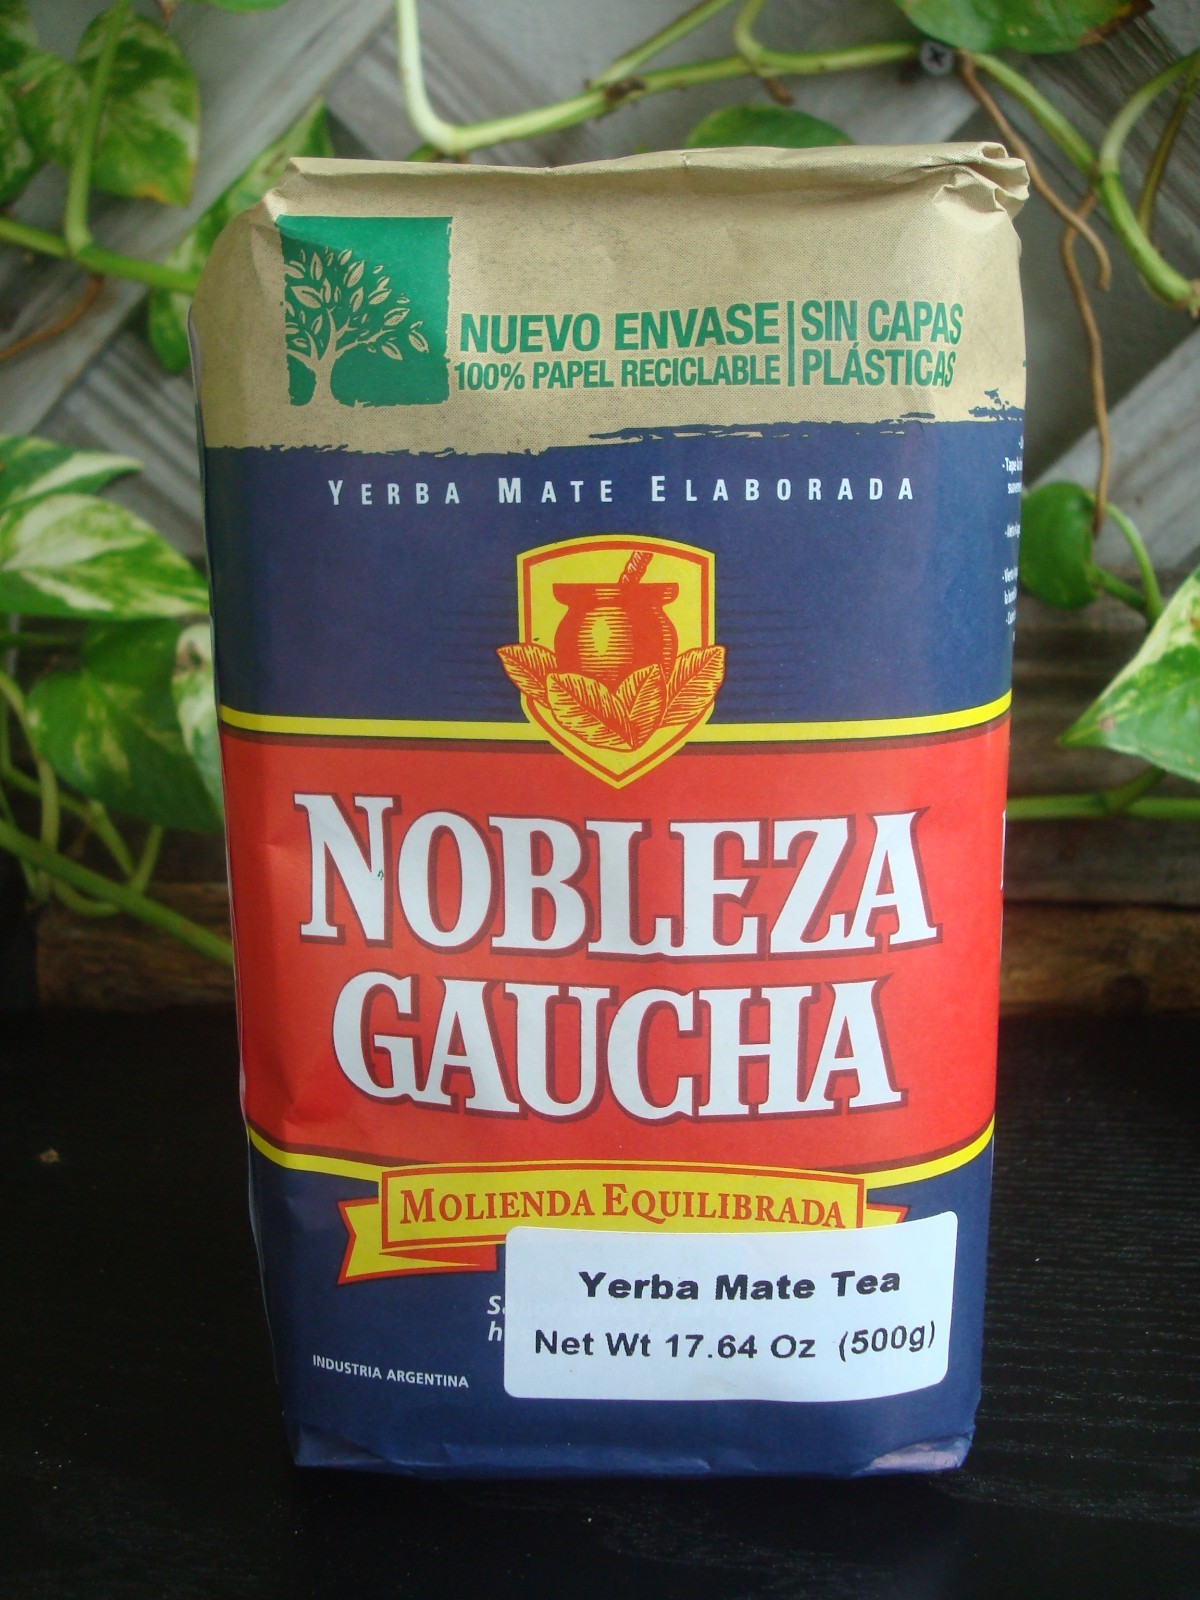 NUEVO ENVASE
100% PAPEL RECICLABLE
SIN CAPAS
PLÁSTICAS
YERBA MATE ELABORADA
NOBLEZA
GAUCHA
MOLIENDA EQUILIBRADA
Yerba Mate Tea
Net Wt 17.64 Oz (500g)
INDUSTRIA ARGENTINA